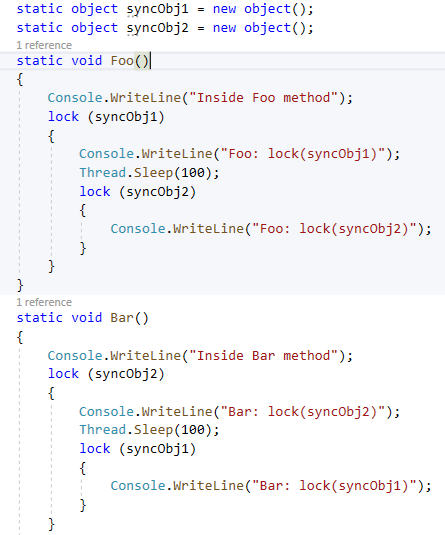 static object syncObj1 = new object();
static object syncObj2 = new object();
1 reference
static void Foo()
{
    Console.WriteLine("Inside Foo method");
    lock (syncObj1)
    {
        Console.WriteLine("Foo: lock(syncObj1)");
        Thread.Sleep(100);
        lock (syncObj2)
        {
            Console.WriteLine("Foo: lock(syncObj2)");
        }
    }
}
1 reference
static void Bar()
{
    Console.WriteLine("Inside Bar method");
    lock (syncObj2)
    {
        Console.WriteLine("Bar: lock(syncObj2)");
        Thread.Sleep(100);
        lock (syncObj1)
        {
            Console.WriteLine("Bar: lock(syncObj1)");
        }
    }